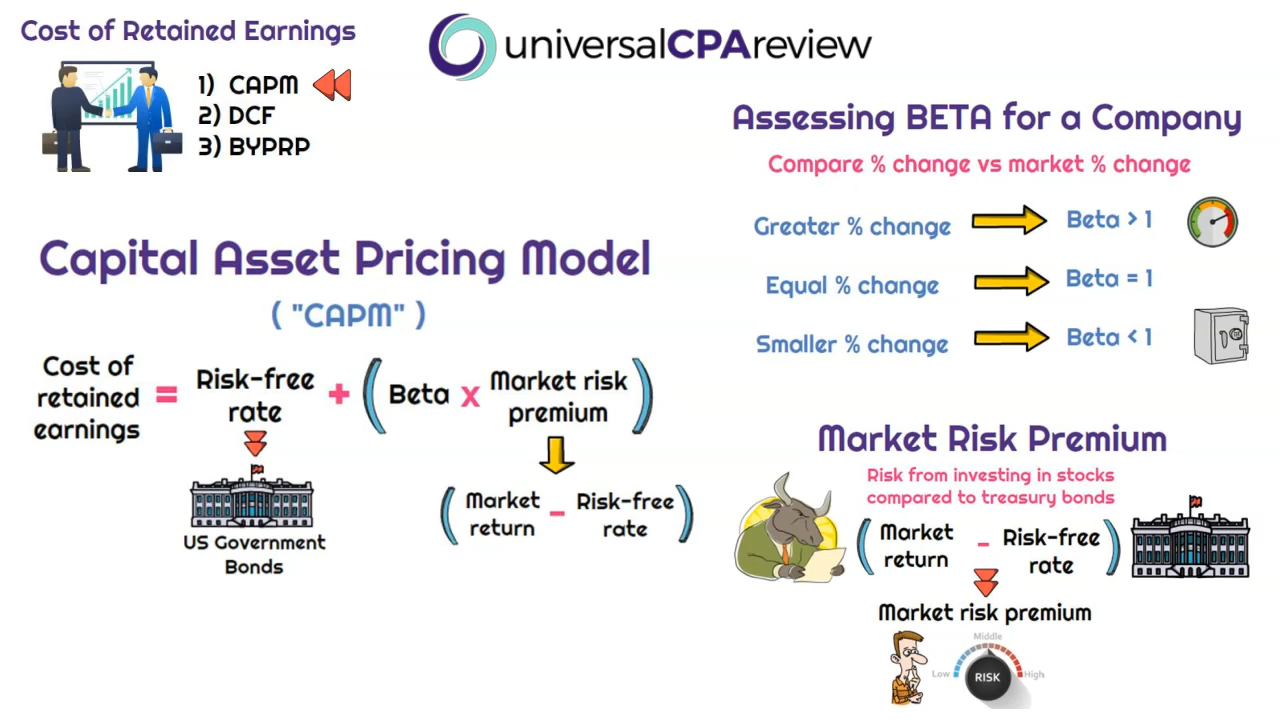 Cost of Retained Earnings
1) CAPM
2) DCF
3) BYPRP
universalCPAreview
Assessing BETA for a Company
Compare % change vs market % change
Greater % change
Beta > 1
Equal % change
Beta = 1
Smaller % change
Beta < 1
Capital Asset Pricing Model
( "CAPM" )
Cost of
retained
earnings
=
Risk-free
rate
+
(
Beta
x
Market risk
premium
)
US Government
Bonds
(
Market
return
-
Risk-free
rate
)
Market Risk Premium
Risk from investing in stocks
compared to treasury bonds
(
Market
return
-
Risk-free
rate
)
Market risk premium
Middle
Low
RISK
High